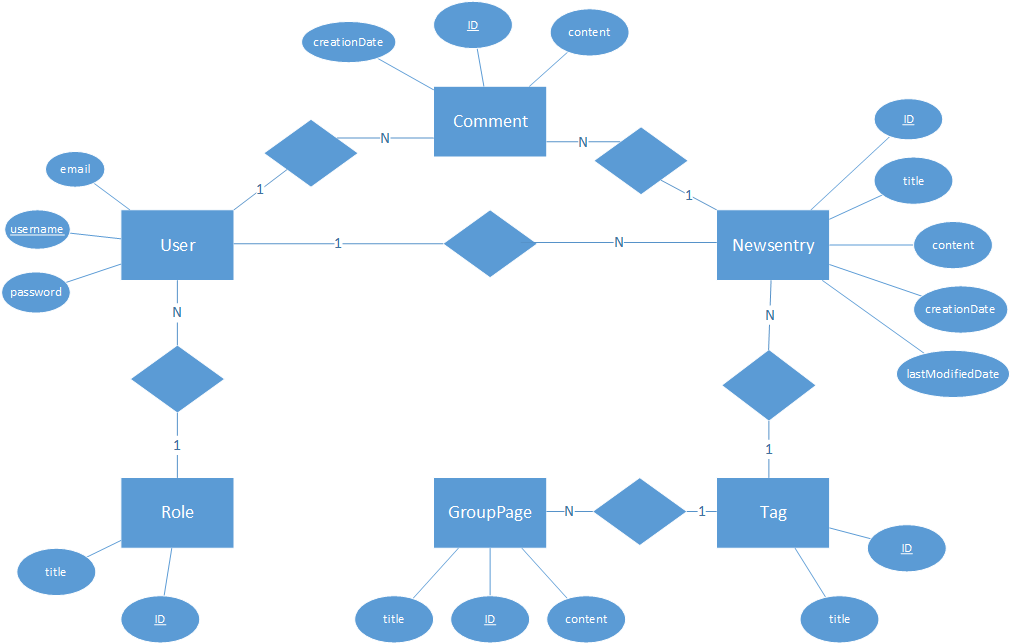 ID
content
creationDate
Comment
ID
N
N
email
title
1
1
username
User
1
N
Newsentry
content
password
creationDate
N
N
lastModifiedDate
1
1
Role
GroupPage
N
1
Tag
ID
title
ID
title
ID
content
title